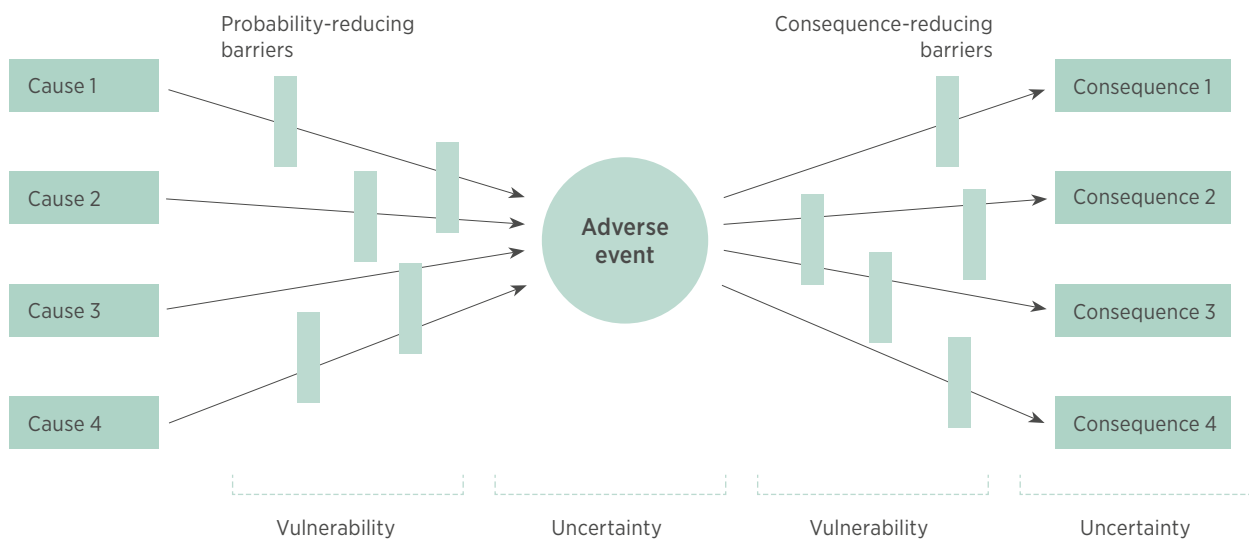 Probability-reducing
barriers
Consequence-reducing
barriers
Cause 1
Consequence 1
Cause 2
Consequence 2
Adverse
event
Cause 3
Consequence 3
Cause 4
Consequence 4
Vulnerability
Uncertainty
Vulnerability
Uncertainty